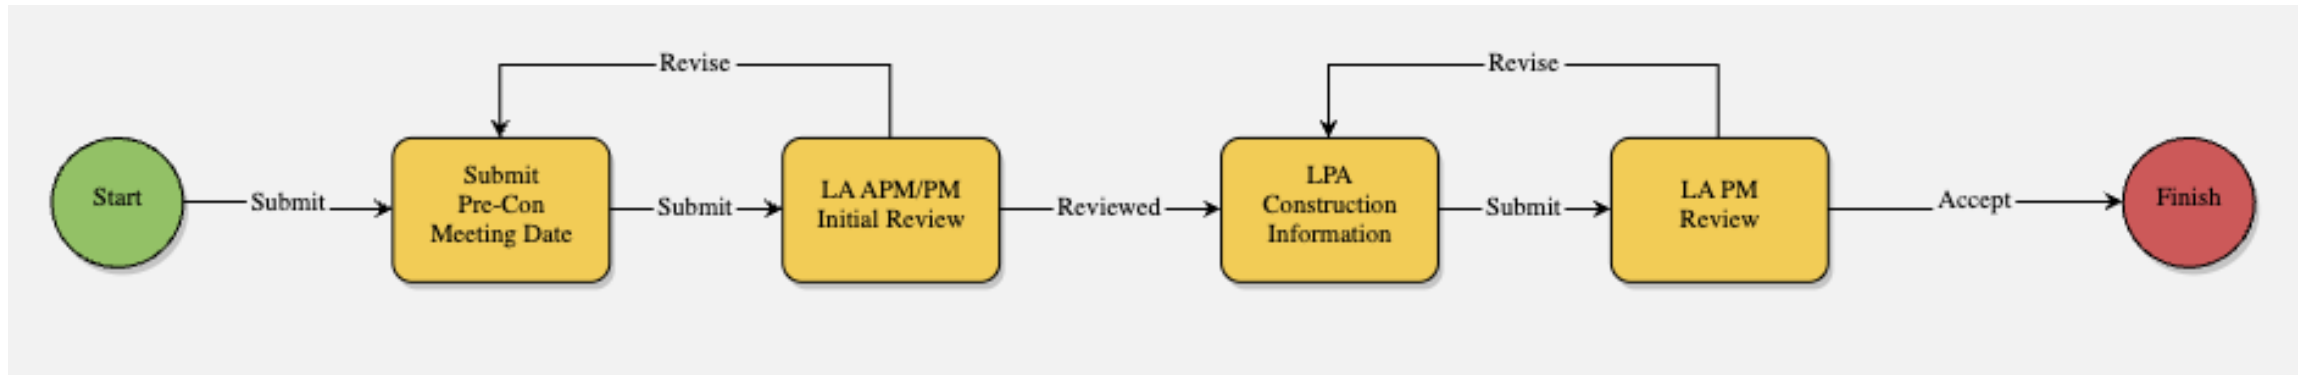 Revise
Revise
Start
Submit
Submit
Pre-Con
Meeting Date
Submit
LA APM/PM
Initial Review
Reviewed
LPA
Construction
Information
Submit
LA PM
Review
Accept
Finish